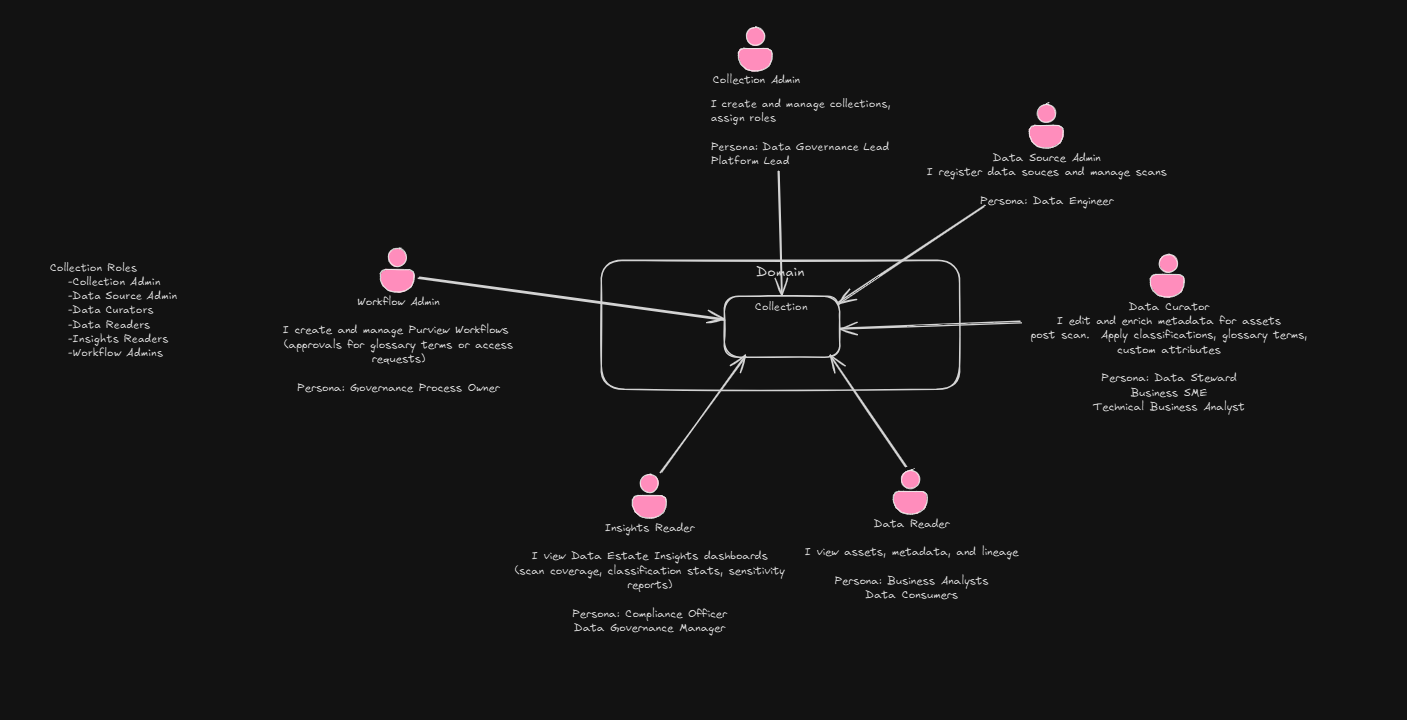 Collection Admin
I create and manage collections,
assign roles
Persona: Data Governance Lead
Platform Lead
Data Source Admin
I register data souces and manage scans
Persona: Data Engineer
Collection Roles
-Collection Admin
-Data Source Admin
-Data Curators
-Data Readers
-Insights Readers
-Workflow Admins
Workflow Admin
I create and manage Purview Workflows
(approvals for glossary terms or access
requests)
Persona: Governance Process Owner
Domain
Collection
Data Curator
I edit and enrich metadata for assets
post scan. Apply classifications, glossary terms,
custom attributes
Persona: Data Steward
Business SME
Technical Business Analyst
Insights Reader
I view Data Estate Insights dashboards
(scan coverage, classification stats, sensitivity
reports)
Persona: Compliance Officer
Data Governance Manager
Data Reader
I view assets, metadata, and lineage
Persona: Business Analysts
Data Consumers